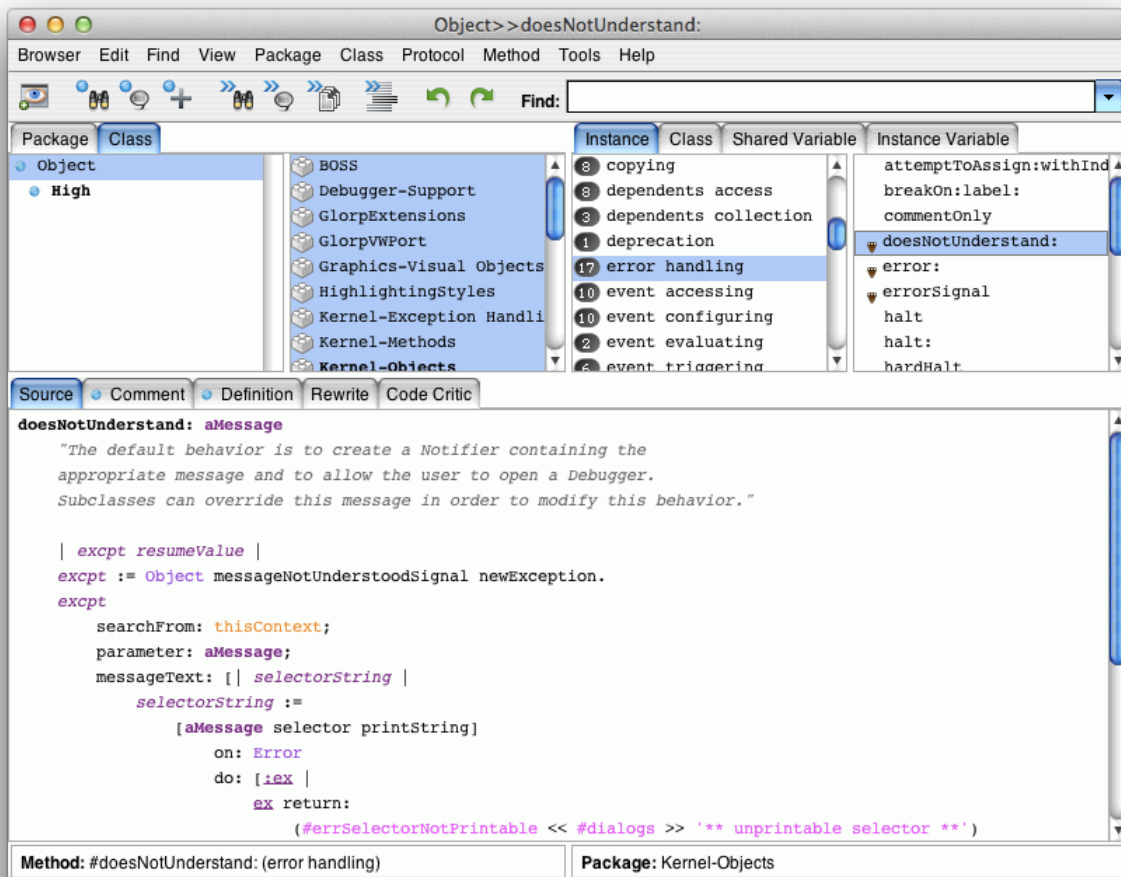 Object>>doesNotUnderstand:
Browser Edit Find View Package Class Protocol Method Tools Help
Find:
Package Class
Instance Class Shared Variable Instance Variable
Object
High
BOSS
Debugger-Support
GlorpExtensions
GlorpVWPort
Graphics-Visual Objects
HighlightingStyles
Kernel-Exception Handli
Kernel-Methods
Kernel-Objects
8 copying
8 dependents access
3 dependents collection
1 deprecation
17 error handling
10 event accessing
10 event configuring
2 event evaluating
6 event triggering
attemptToAssign:withInd
breakOn:label:
commentOnly
doesNotUnderstand:
error:
errorSignal
halt
halt:
hardHalt
Source Comment Definition Rewrite Code Critic
doesNotUnderstand: aMessage
"The default behavior is to create a Notifier containing the
appropriate message and to allow the user to open a Debugger.
Subclasses can override this message in order to modify this behavior."
| excpt resumeValue |
excpt := Object messageNotUnderstoodSignal newException.
excpt
searchFrom: thisContext;
parameter: aMessage;
messageText: [| selectorString |
selectorString :=
[aMessage selector printString]
on: Error
do: [:ex |
ex return:
(#errSelectorNotPrintable << #dialogs >> '** unprintable selector **')
Method: #doesNotUnderstand: (error handling)
Package: Kernel-Objects